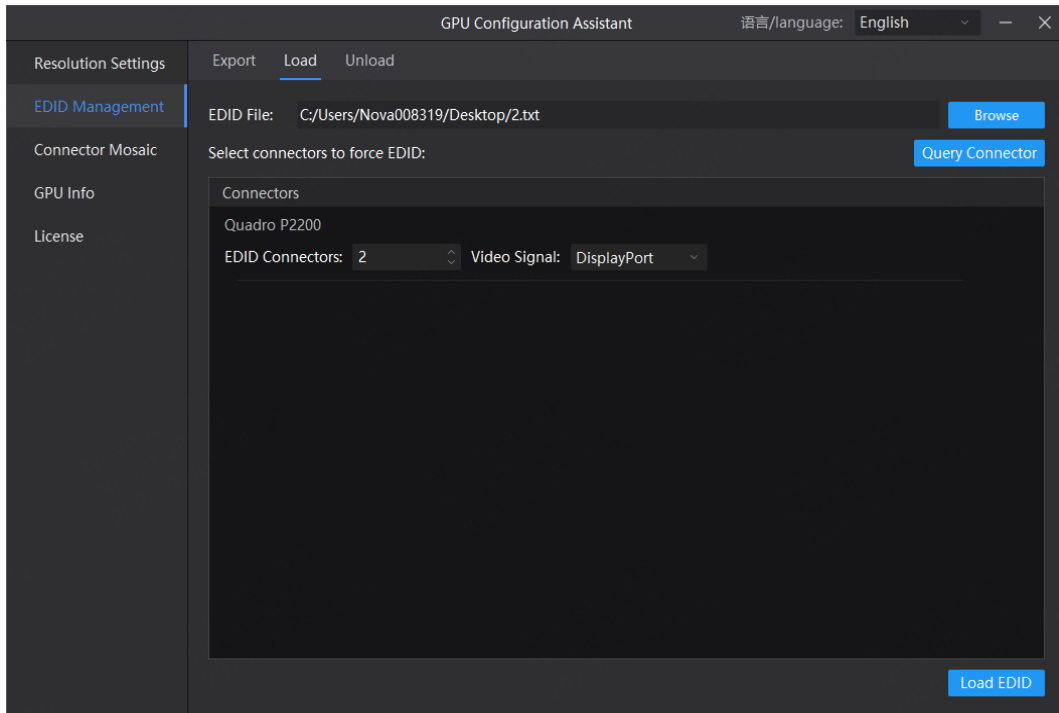 GPU Configuration Assistant 语言/language: English
Resolution Settings
EDID Management
Connector Mosaic
GPU Info
License
Export Load Unload
EDID File: C:/Users/Nova008319/Desktop/2.txt Browse
Select connectors to force EDID: Query Connector
Connectors
Quadro P2200
EDID Connectors: 2 Video Signal: DisplayPort
Load EDID